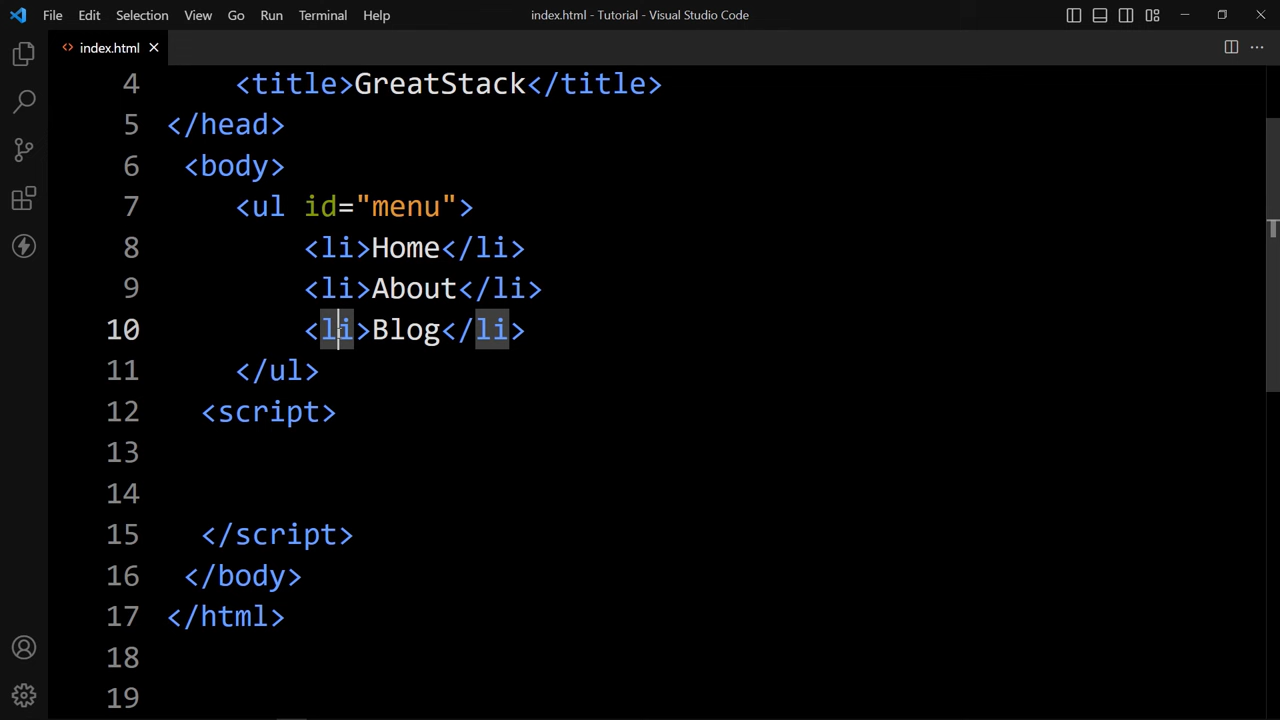 File Edit Selection View Go Run Terminal Help index.html - Tutorial - Visual Studio Code
<> index.html
4 <title>GreatStack</title>
5 </head>
6 <body>
7 <ul id="menu">
8 <li>Home</li>
9 <li>About</li>
10 <li>Blog</li>
11 </ul>
12 <script>
13
14
15 </script>
16 </body>
17 </html>
18
19